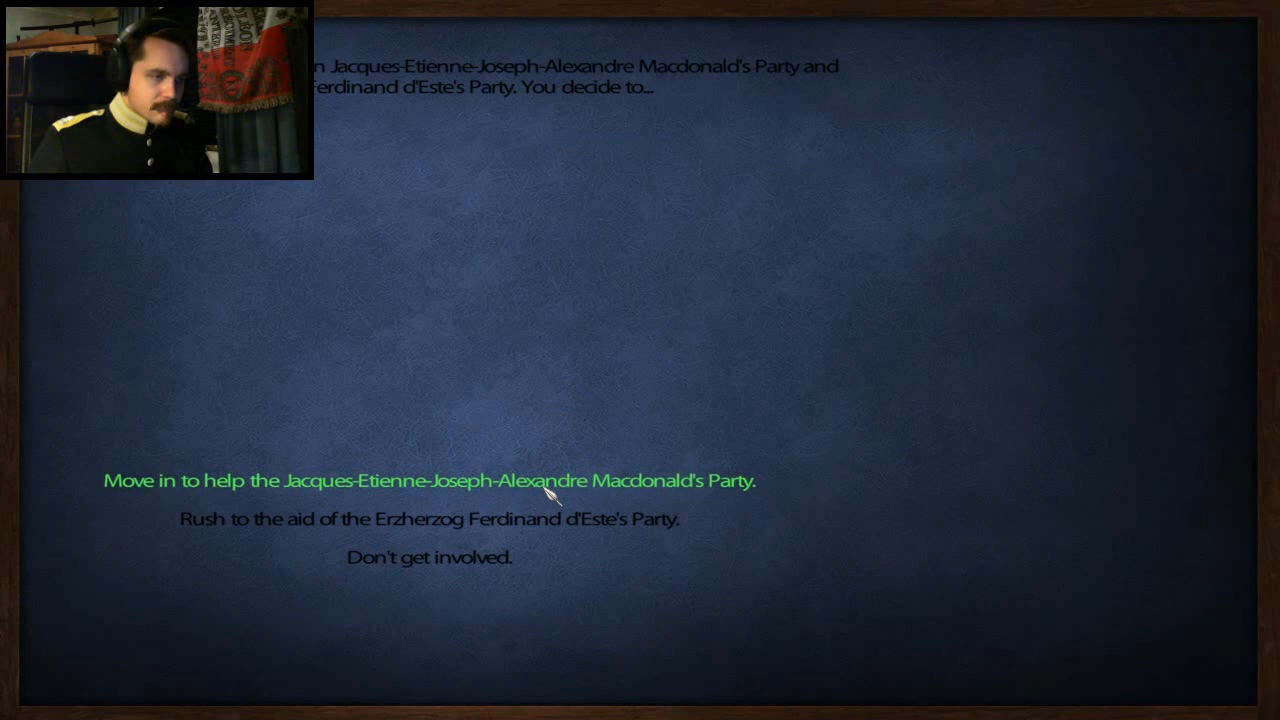 n Jacques-Etienne-Joseph-Alexandre Macdonald's Party and
Ferdinand d'Este's Party. You decide to...
Move in to help the Jacques-Etienne-Joseph-Alexandre Macdonald's Party.
Rush to the aid of the Erzherzog Ferdinand d'Este's Party.
Don't get involved.